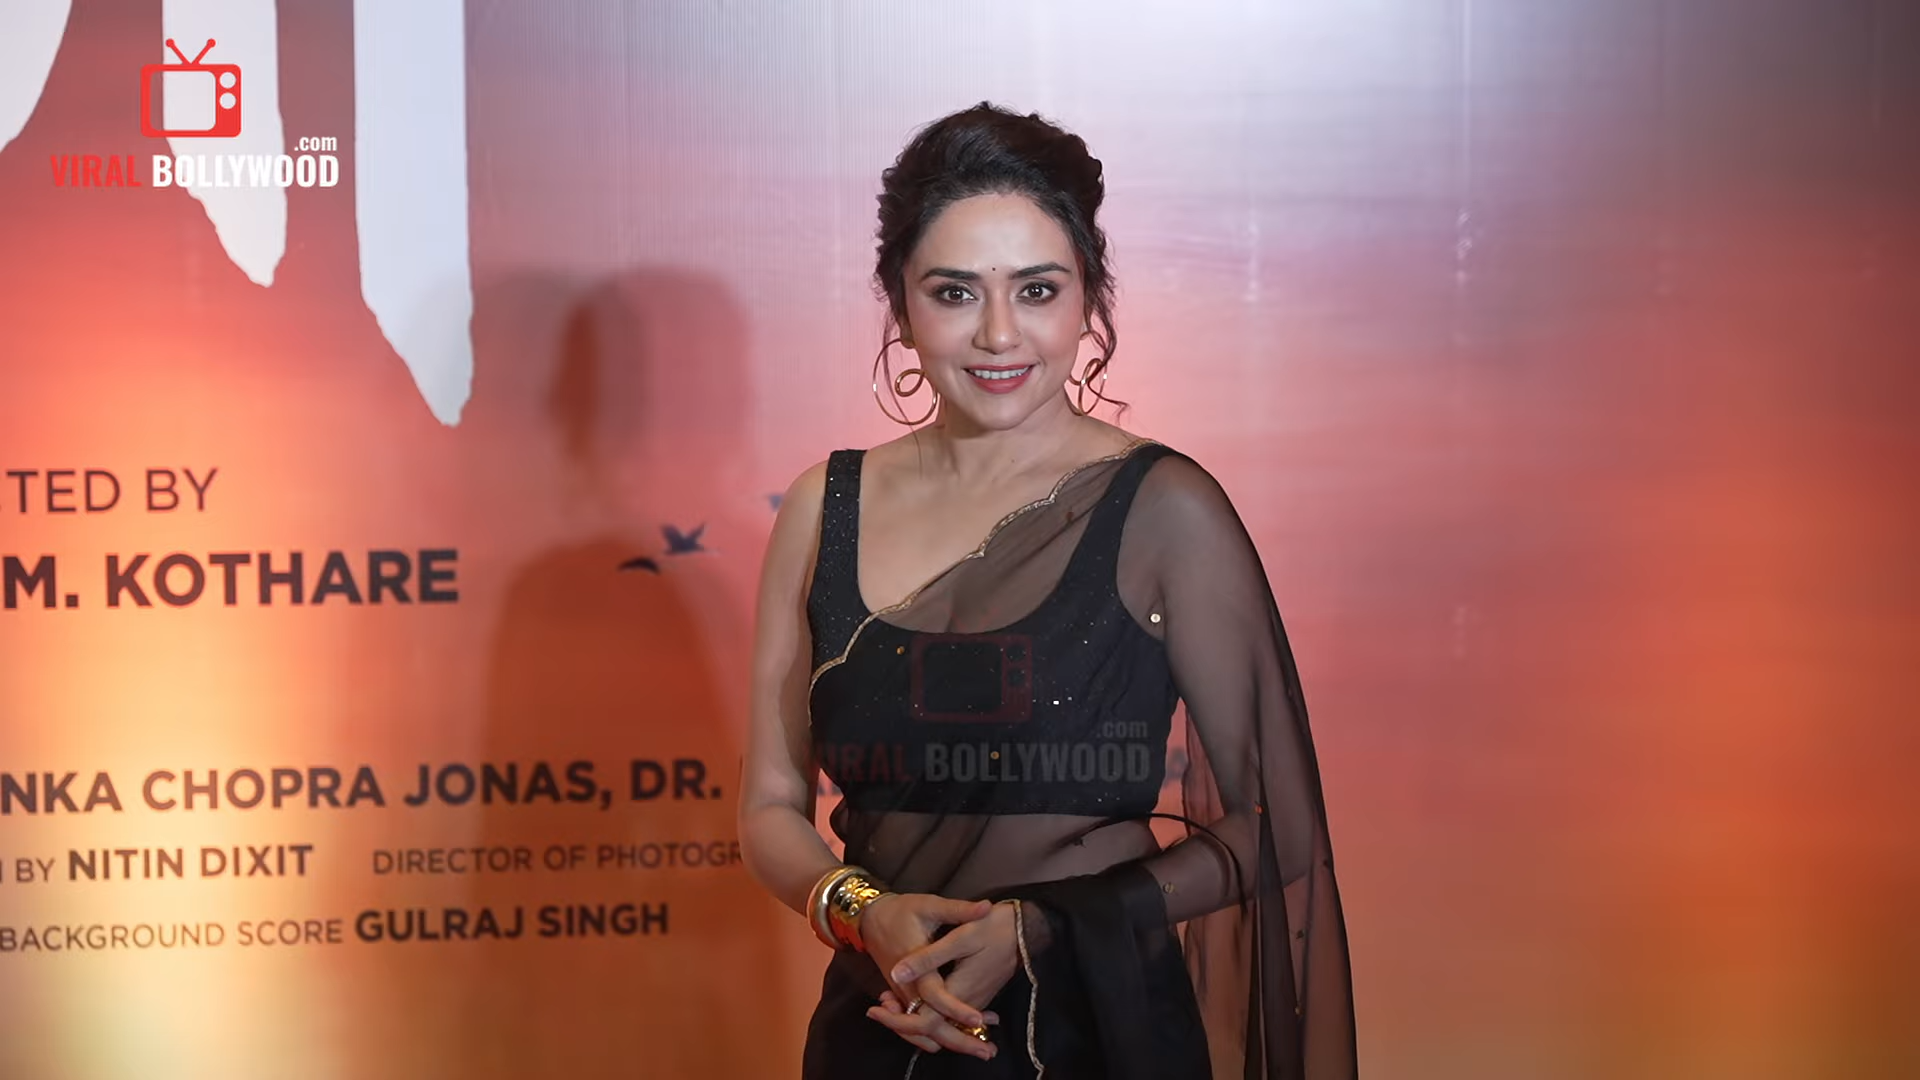 .com
VIRAL BOLLYWOOD
TED BY
M. KOTHARE
NKA CHOPRA JONAS, DR.
.com
VIRAL BOLLYWOOD
BY NITIN DIXIT DIRECTOR OF PHOTOGR
BACKGROUND SCORE GULRAJ SINGH